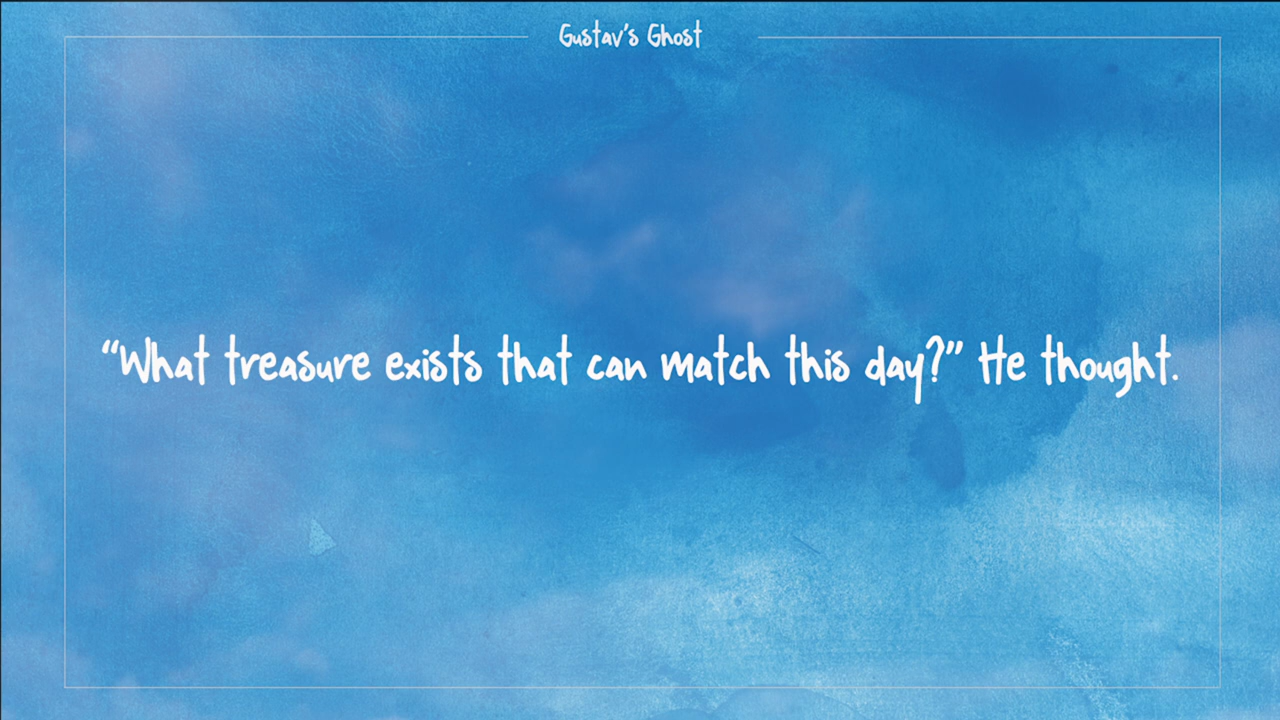 Gustav's Ghost
“What treasure exists that can match this day?” He thought.